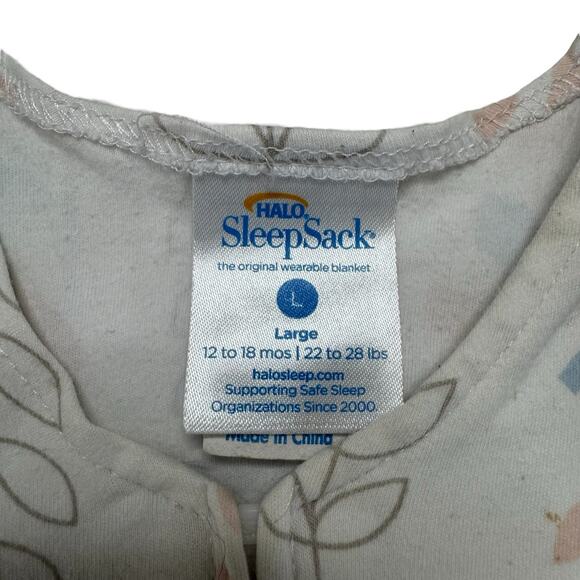 HALO.
SleepSack®
the original wearable blanket
L
Large
12 to 18 mos | 22 to 28 lbs
halosleep.com
Supporting Safe Sleep
Organizations Since 2000.
Made in China